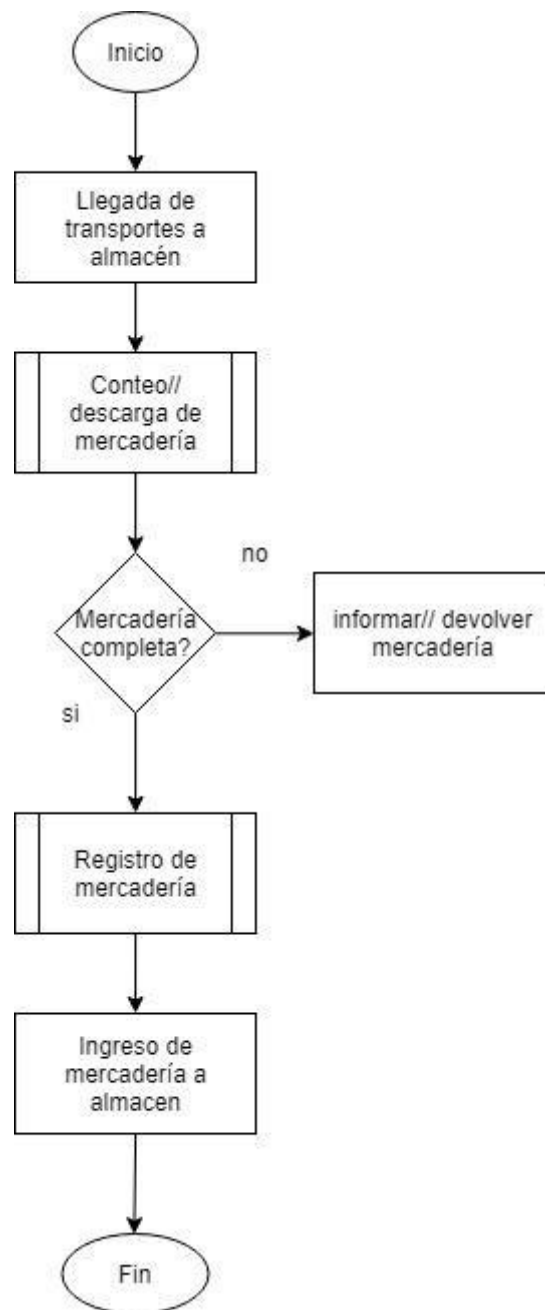 Inicio
Llegada de
transportes a
almacén
Conteo//
descarga de
mercadería
Mercadería
completa?
no
informar// devolver
mercadería
si
Registro de
mercadería
Ingreso de
mercadería a
almacen
Fin